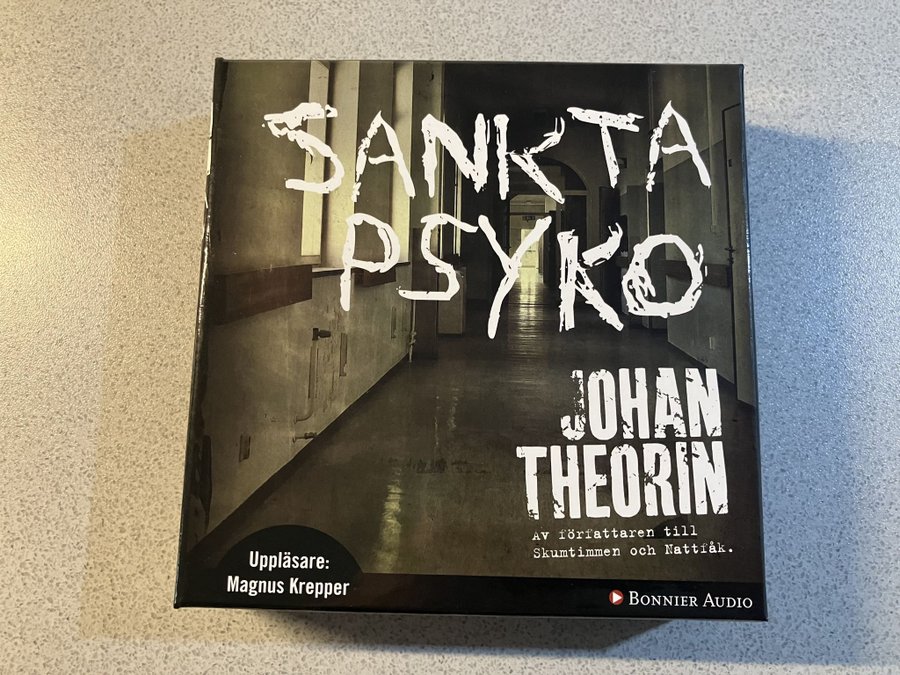 SANKTA
PSYKO
JOHAN
THEORIN
Av författaren till
Skumtimmen och Nattfåk.
Uppläsare:
Magnus Krepper
BONNIER AUDIO